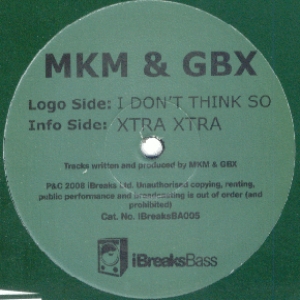 MKM & GBX
Logo Side: I DON'T THINK SO
Info Side: XTRA XTRA
Tracks written and produced by MKM & GBX
P&C 2008 iBreaks Ltd. Unauthorised copying, renting,
public performance and broadcasting is out of order (and
prohibited)
Cat. No. iBreaksBA005
iBreaksBass